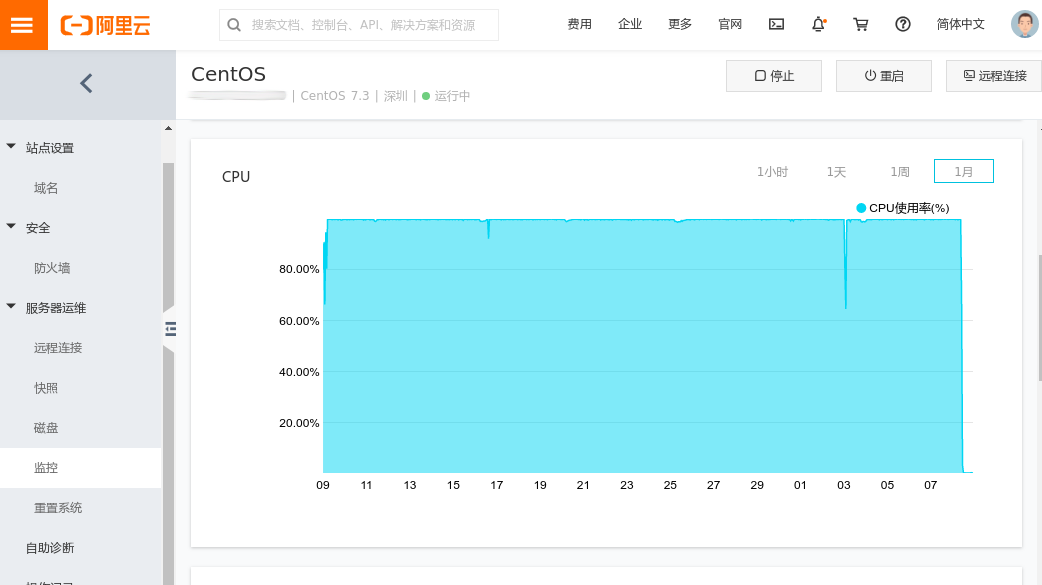 阿里云
搜索文档、控制台、API、解决方案和资源
费用 企业 更多 官网 简体中文
CentOS
| CentOS 7.3 | 深圳 | 运行中
停止 重启 远程连接
站点设置
域名
安全
防火墙
服务器运维
远程连接
快照
磁盘
监控
重置系统
自助诊断
CPU
1小时 1天 1周 1月
CPU使用率(%)
80.00%
60.00%
40.00%
20.00%
09 11 13 15 17 19 21 23 25 27 29 01 03 05 07